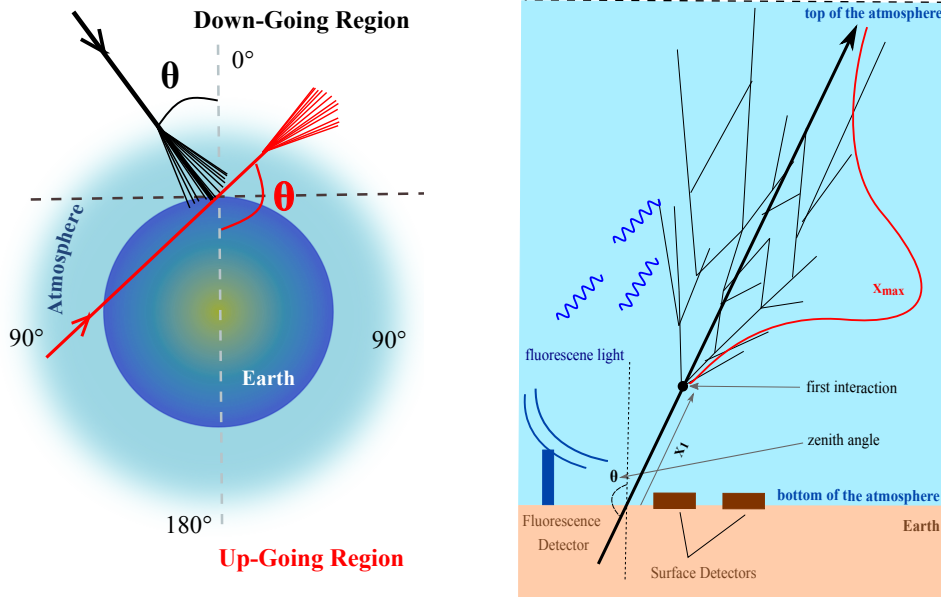 Down-Going Region
θ
0°
θ
Atmosphere
90°
90°
Earth
180°
Up-Going Region
top of the atmosphere
Xmax
fluorescene light
first interaction
zenith angle
X1
θ
bottom of the atmosphere
Fluorescence
Detector
Earth
Surface Detectors